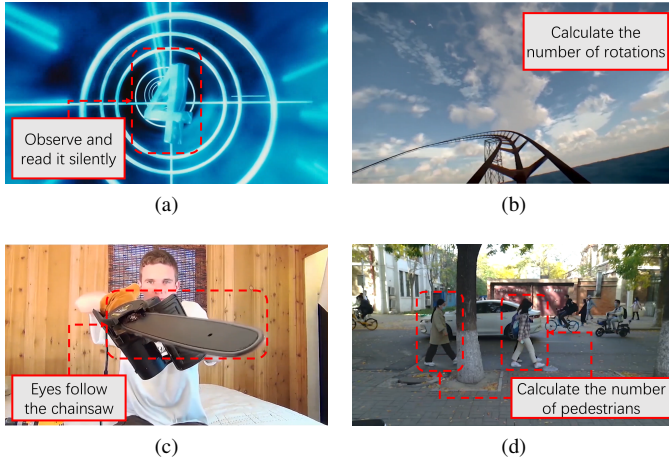 4
Observe and
read it silently
(a)
Calculate the
number of rotations
(b)
Eyes follow
the chainsaw
(c)
Calculate the number
of pedestrians
(d)